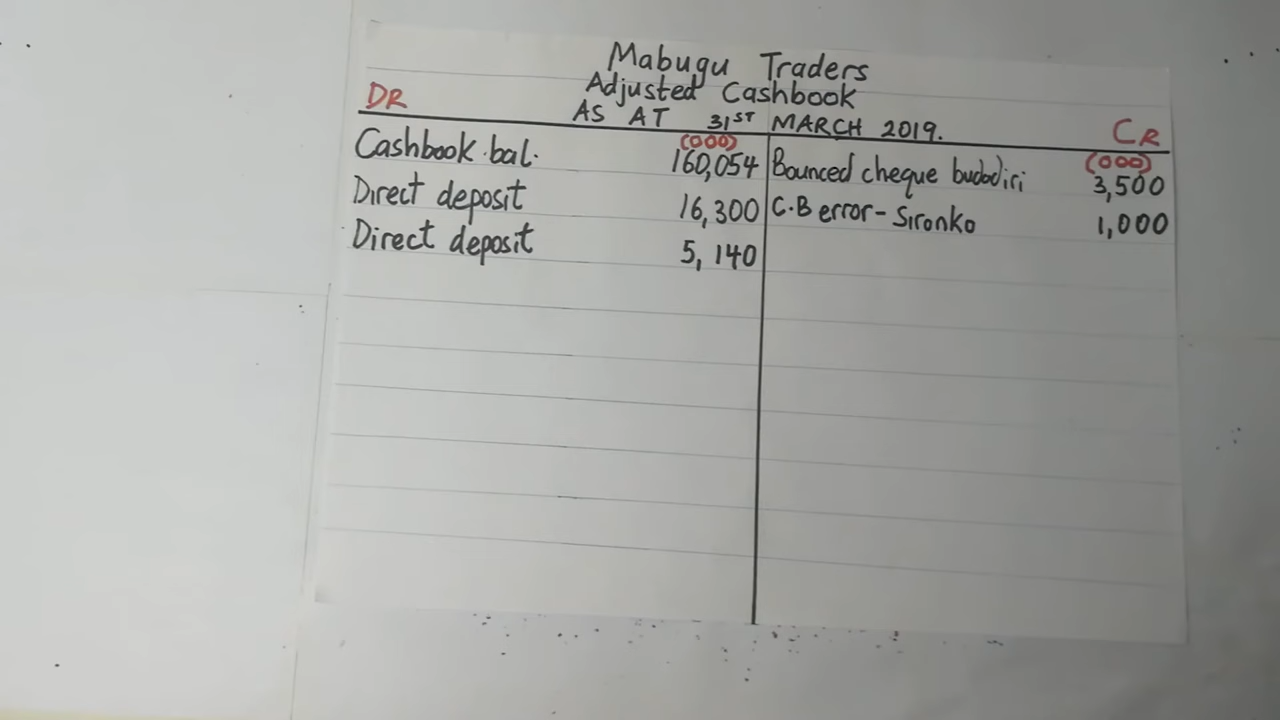 Mabugu Traders
Adjusted Cashbook
DR AS AT 31ST MARCH 2019. CR
(000) (000)
Cashbook bal. 160,054 Bounced cheque budadiri 3,500
Direct deposit 16,300 C.B error - Sironko 1,000
Direct deposit 5,140